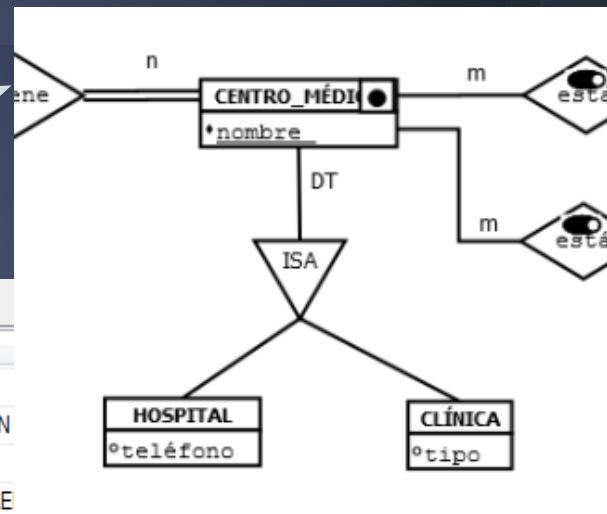 n
m
ene
CENTRO_MÉDI
está
nombre
DT
ISA
m
está
HOSPITAL
CLÍNICA
teléfono
tipo
N
E